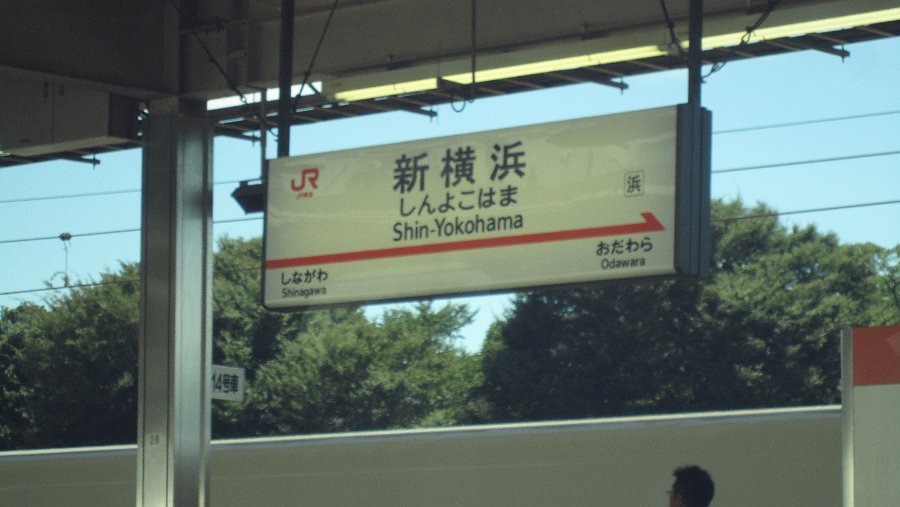 JR
新横浜
浜
しんよこはま
Shin-Yokohama
しながわ
Shinagawa
おだわら
Odawara
14号車
28